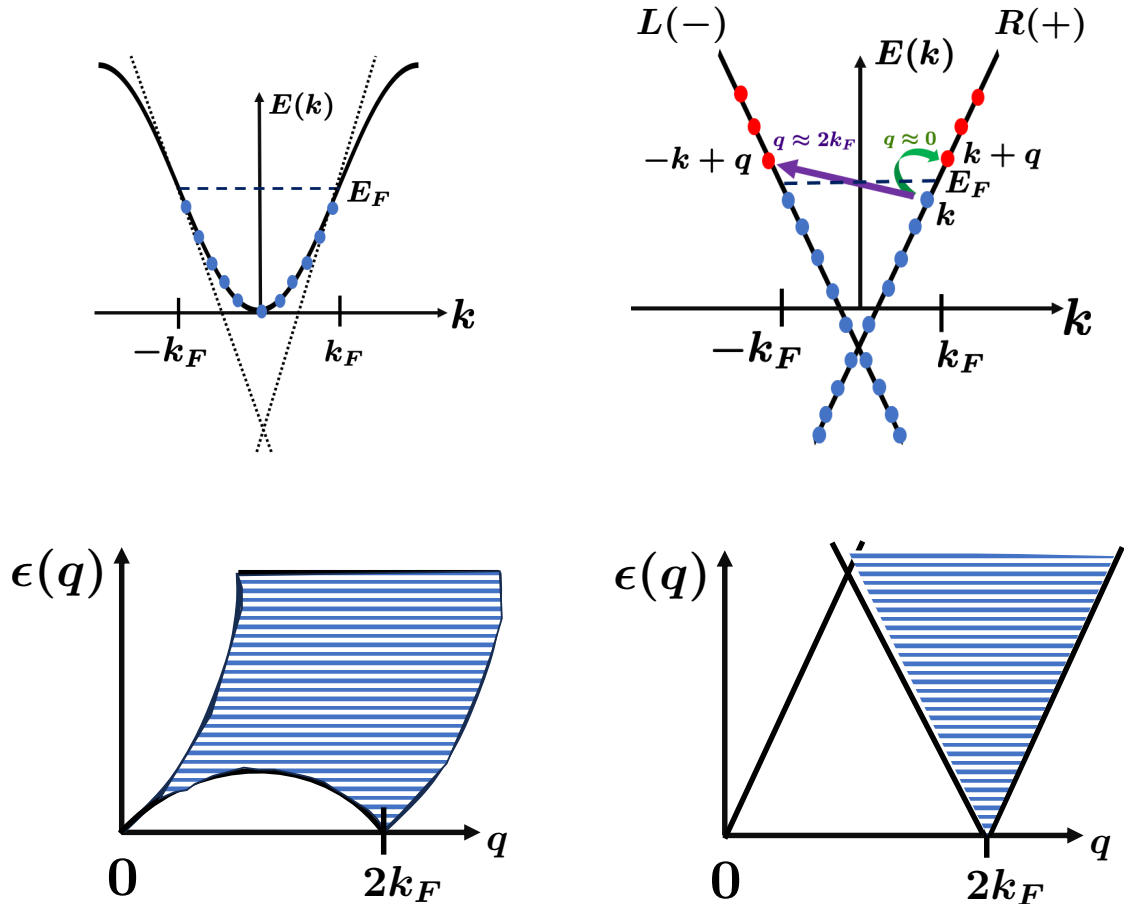 E(k)
E_F
k
-k_F
k_F
L(-)
R(+)
E(k)
q ≈ 2k_F
q ≈ 0
-k + q
k + q
E_F
k
k
-k_F
k_F
ϵ(q)
q
0
2k_F
ϵ(q)
q
0
2k_F